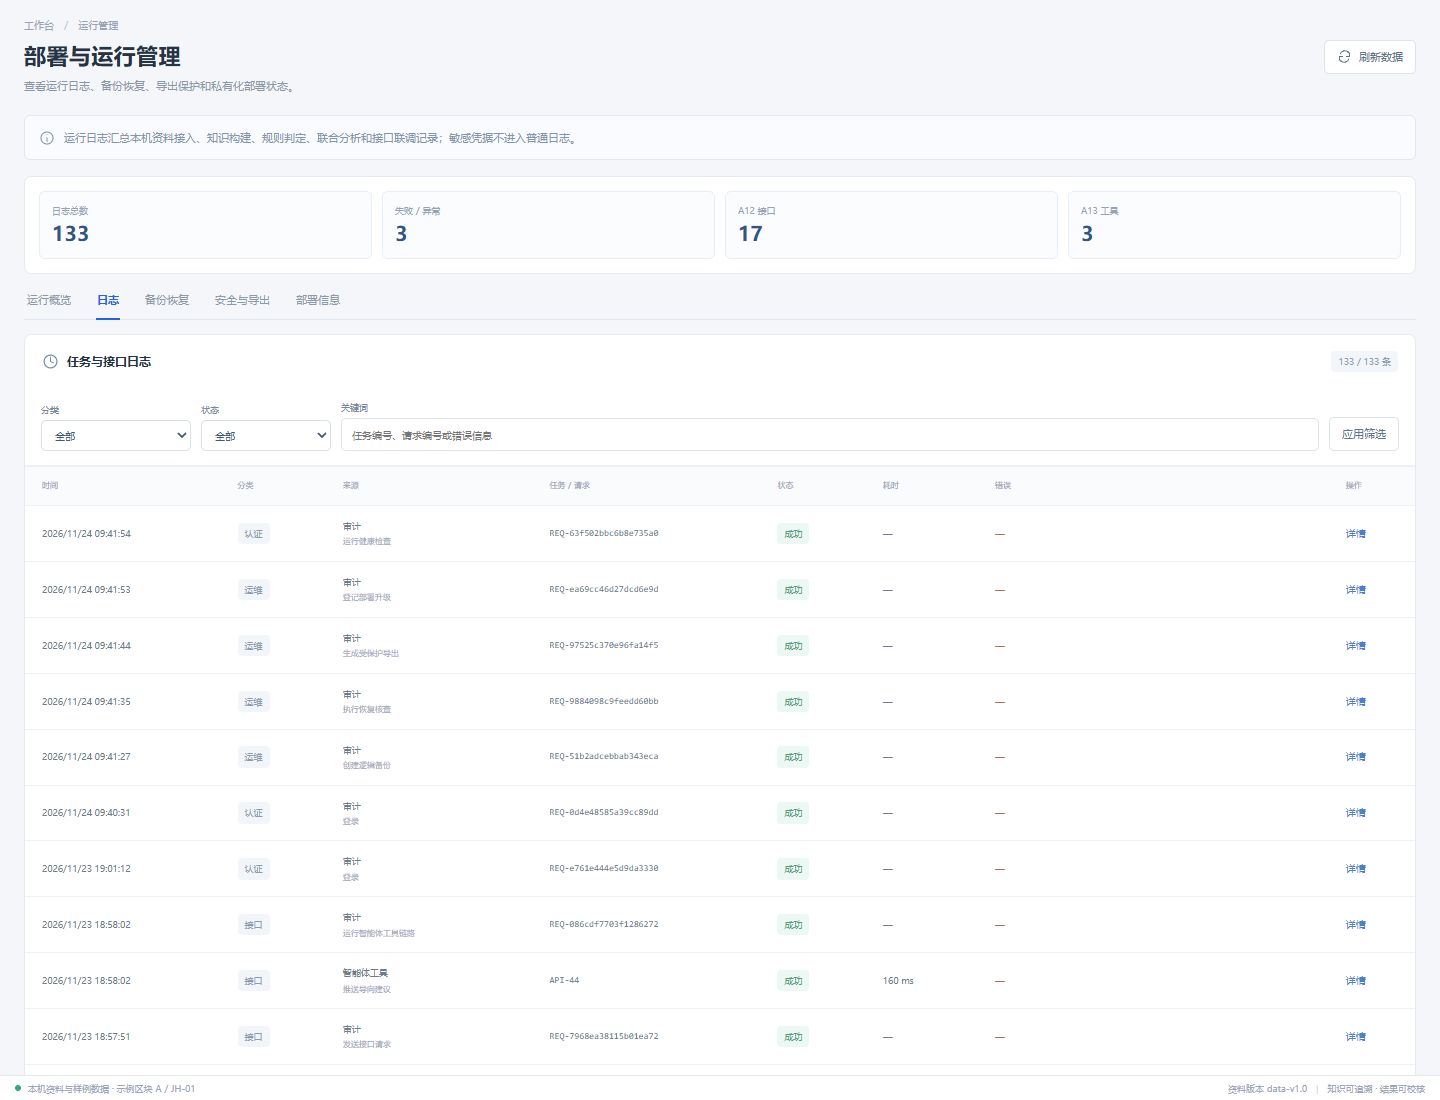 工作台 / 运行管理
部署与运行管理
查看运行日志、备份恢复、导出保护和私有化部署状态。
刷新数据
运行日志汇总本机资料接入、知识构建、规则判定、联合分析和接口联调记录；敏感凭据不进入普通日志。
日志总数
133
失败 / 异常
3
A12 接口
17
A13 工具
3
运行概览 日志 备份恢复 安全与导出 部署信息
任务与接口日志
133 / 133 条
分类 状态 关键词
全部 全部 任务编号、请求编号或错误信息 应用筛选
时间 分类 来源 任务 / 请求 状态 耗时 错误 操作
2026/11/24 09:41:54 认证 审计 REQ-63f502bbc6b8e735a0 成功 — — 详情
运行健康检查
2026/11/24 09:41:53 运维 审计 REQ-ea69cc46d27dcd6e9d 成功 — — 详情
登记部署升级
2026/11/24 09:41:44 运维 审计 REQ-97525c370e96fa14f5 成功 — — 详情
生成受保护导出
2026/11/24 09:41:35 运维 审计 REQ-9884098c9feedd60bb 成功 — — 详情
执行恢复核查
2026/11/24 09:41:27 运维 审计 REQ-51b2adcebbab343eca 成功 — — 详情
创建逻辑备份
2026/11/24 09:40:31 认证 审计 REQ-0d4e48585a39cc89dd 成功 — — 详情
登录
2026/11/23 19:01:12 认证 审计 REQ-e761e444e5d9da3330 成功 — — 详情
登录
2026/11/23 18:58:02 接口 审计 REQ-086cdf7703f1286272 成功 — — 详情
运行智能体工具链路
2026/11/23 18:58:02 接口 智能体工具 API-44 成功 160 ms — 详情
推送导向建议
2026/11/23 18:57:51 接口 审计 REQ-7968ea38115b01ea72 成功 — — 详情
发送接口请求
本机资料与样例数据 · 示例区块 A / JH-01
资料版本 data-v1.0 | 知识可追溯 · 结果可校核